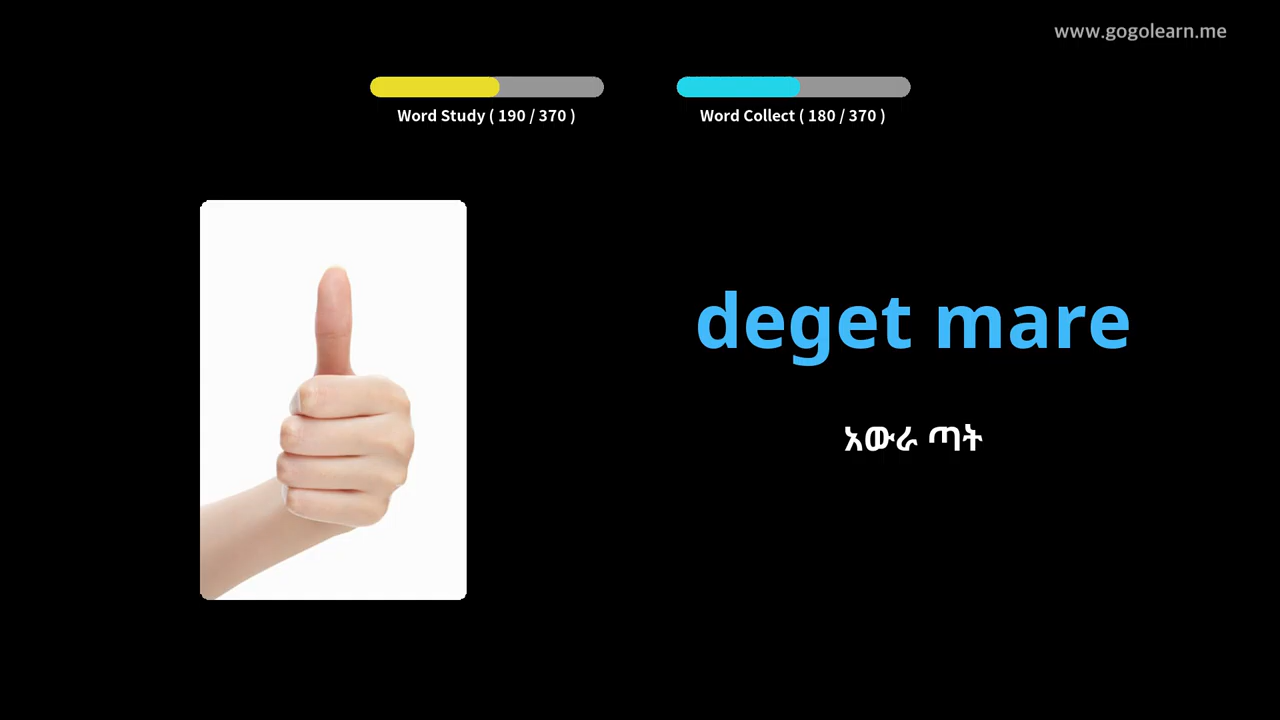 www.gogolearn.me
Word Study ( 190 / 370 )
Word Collect ( 180 / 370 )
deget mare
አውራ ጣት